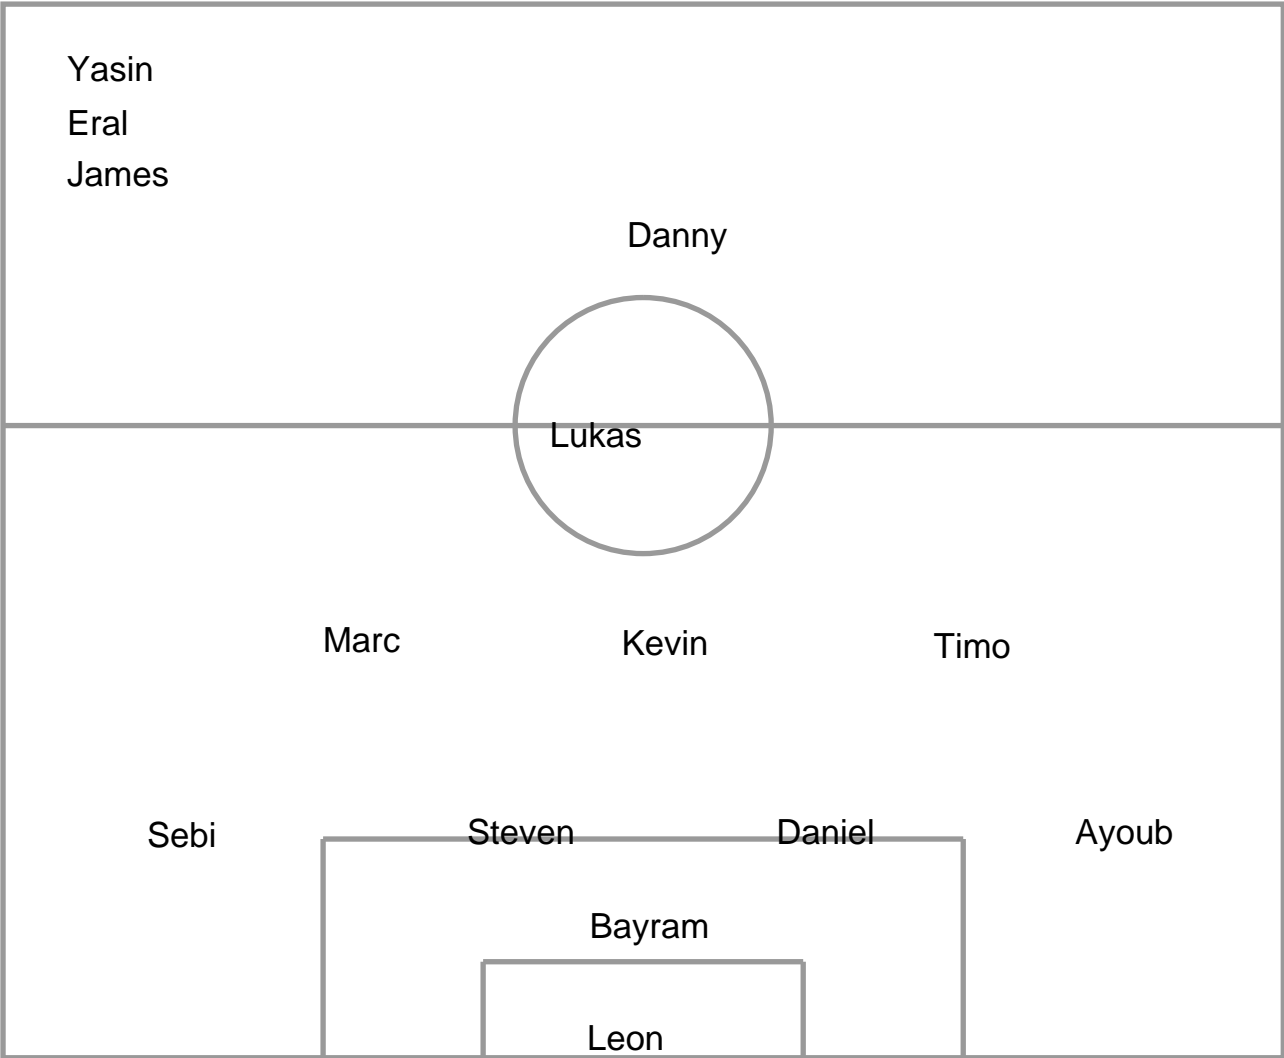 Yasin
Eral
James
Danny
Lukas
Marc Kevin Timo
Sebi Steven Daniel Ayoub
Bayram
Leon